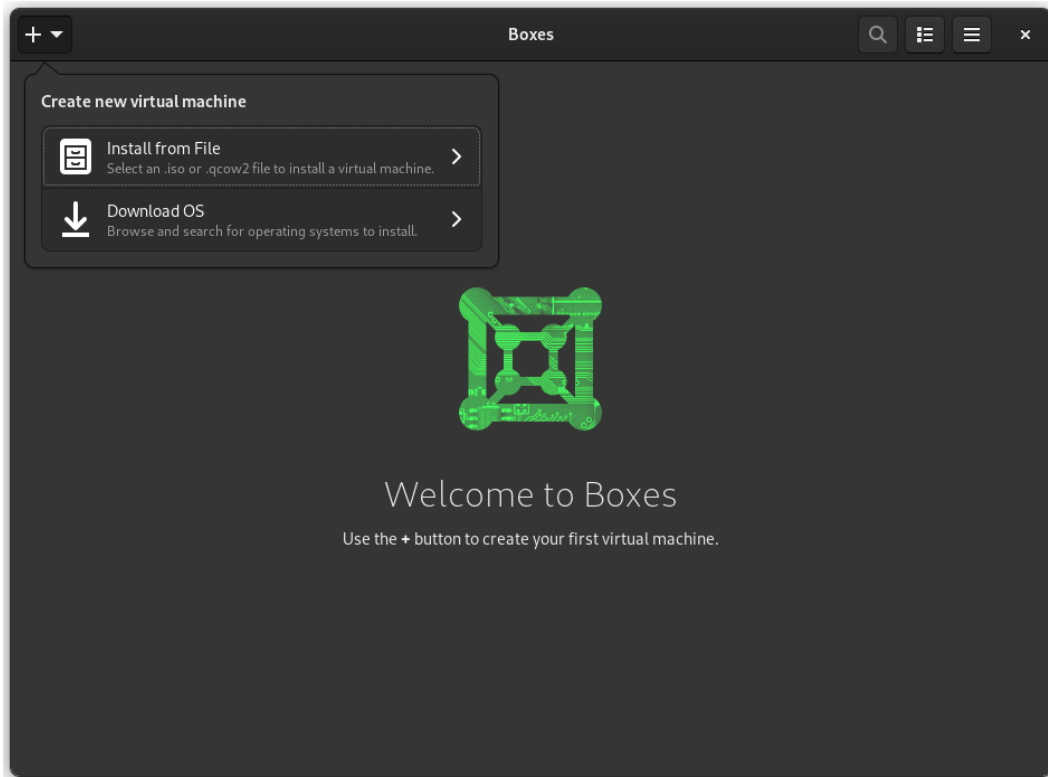 Boxes
Create new virtual machine
Install from File
Select an .iso or .qcow2 file to install a virtual machine.
Download OS
Browse and search for operating systems to install.
Welcome to Boxes
Use the + button to create your first virtual machine.